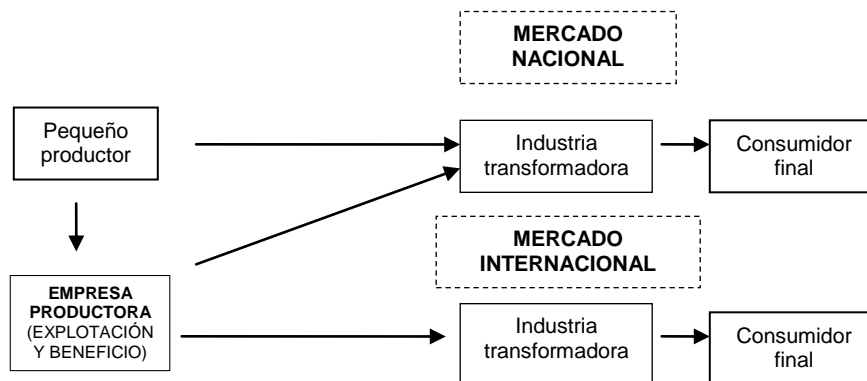 MERCADO
NACIONAL
Pequeño
productor
Industria
transformadora
Consumidor
final
MERCADO
INTERNACIONAL
EMPRESA
PRODUCTORA
(EXPLOTACIÓN
Y BENEFICIO)
Industria
transformadora
Consumidor
final